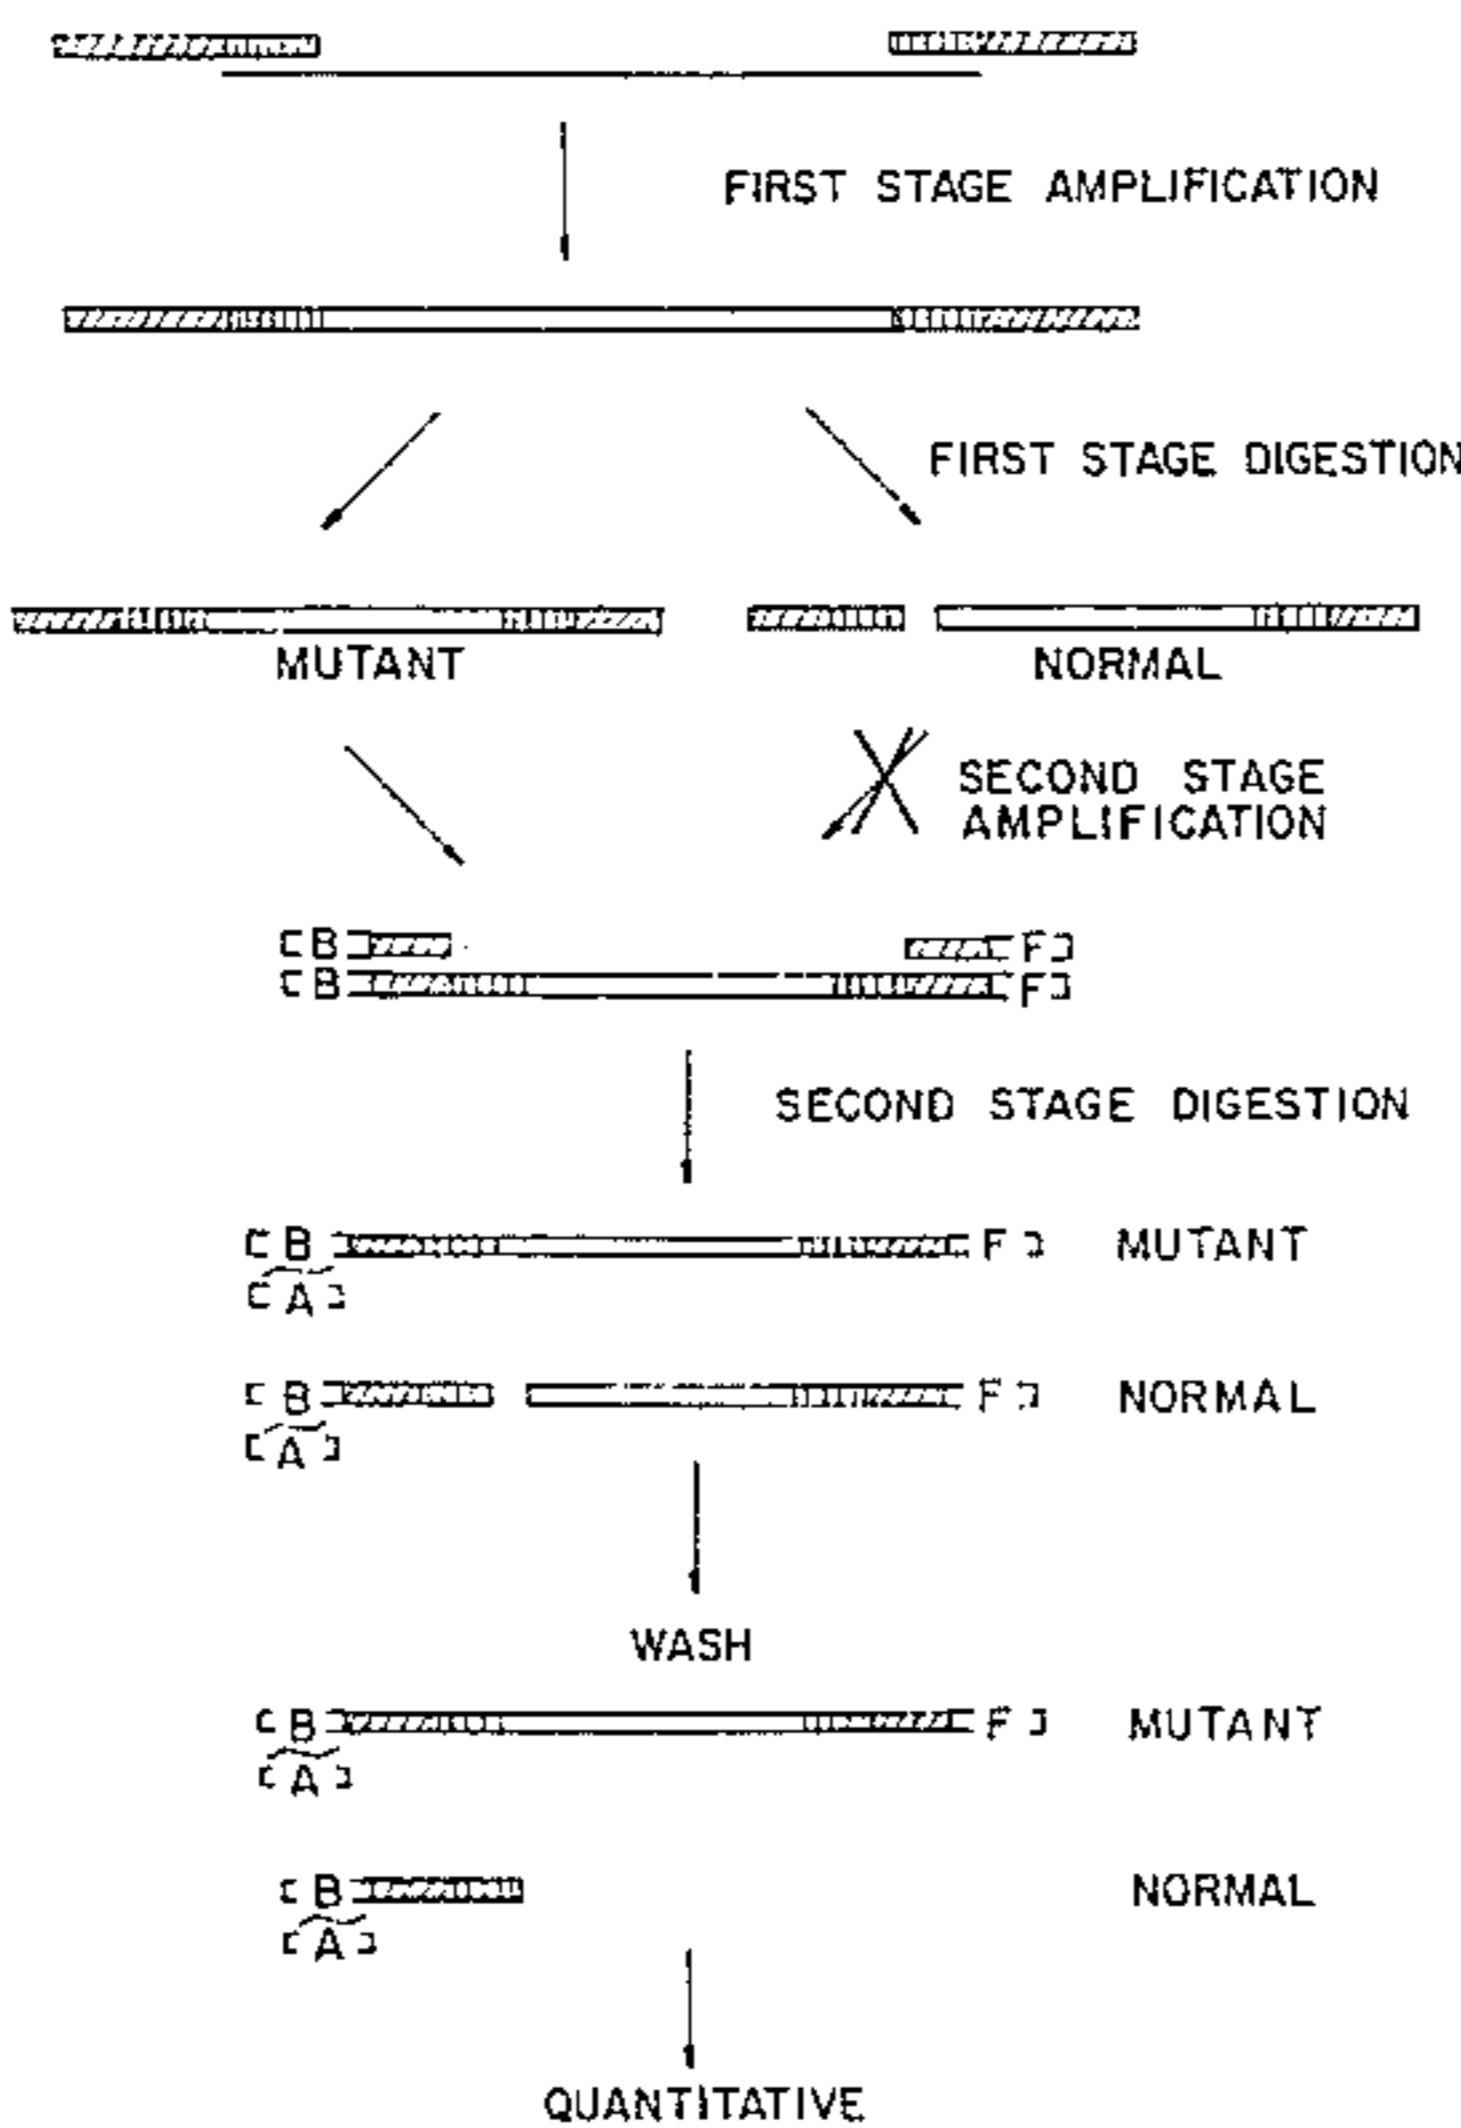 FIRST STAGE AMPLIFICATION
FIRST STAGE DIGESTION
MUTANT
NORMAL
SECOND STAGE
AMPLIFICATION
[B] [F]
[B] [F]
SECOND STAGE DIGESTION
[B] [F] MUTANT
[A]
[B] [F] NORMAL
[A]
WASH
[B] [F] MUTANT
[A]
[B] NORMAL
[A]
QUANTITATIVE